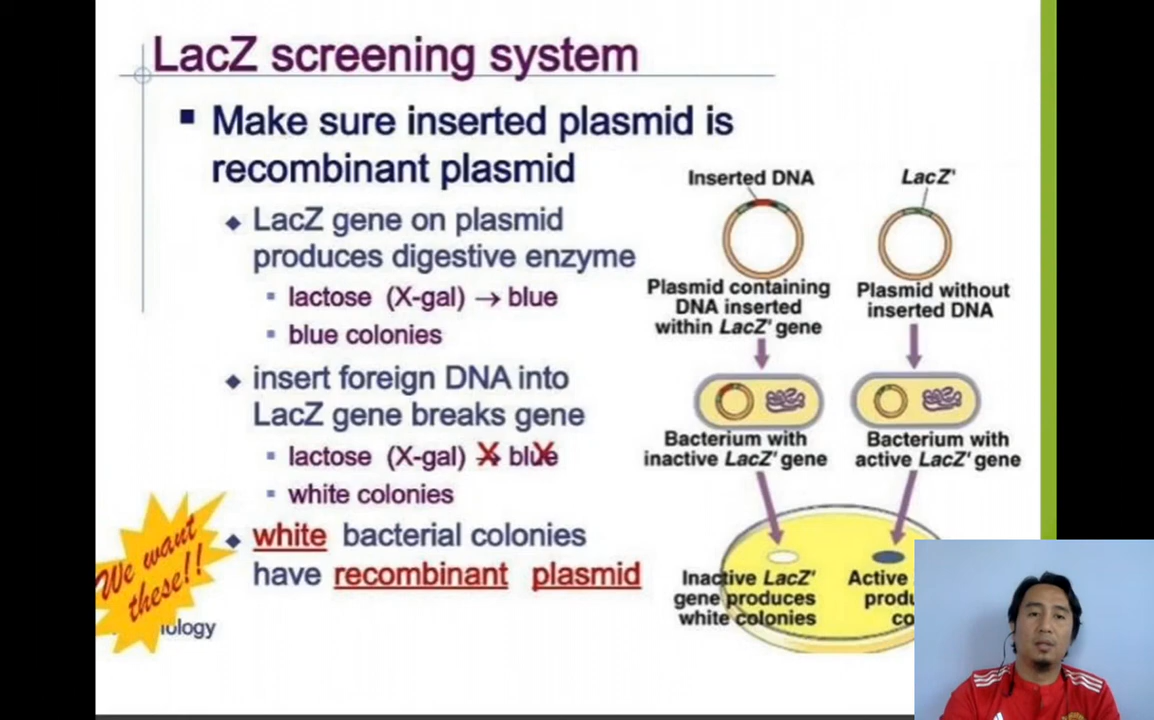 LacZ screening system
Make sure inserted plasmid is
recombinant plasmid
LacZ gene on plasmid
produces digestive enzyme
lactose (X-gal) → blue
blue colonies
insert foreign DNA into
LacZ gene breaks gene
lactose (X-gal) → blue
white colonies
white bacterial colonies
have recombinant plasmid
We want
these!!
Inserted DNA
LacZ'
Plasmid containing
DNA inserted
within LacZ' gene
Plasmid without
inserted DNA
Bacterium with
inactive LacZ' gene
Bacterium with
active LacZ' gene
Inactive LacZ'
gene produces
white colonies
Active